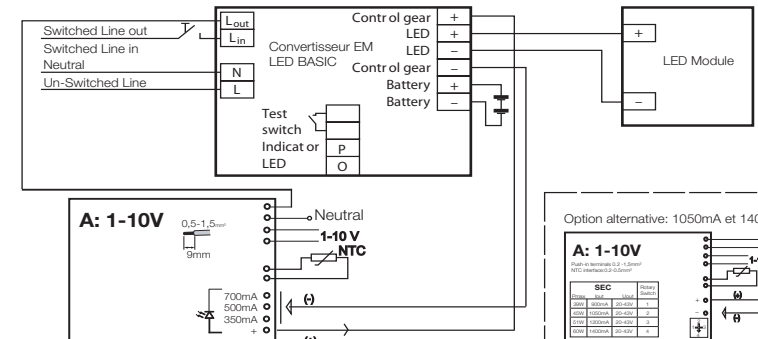 Switched Line out
Switched Line in
Neutral
Un-Switched Line
Lout
Lin
N
L
Convertisseur EM
LED BASIC
Control gear +
LED +
LED –
Control gear –
Battery +
Battery –
Test
switch
Indicator
LED
P
O
+
LED Module
–
A: 1-10V
0,5-1,5mm²
9mm
Neutral
1-10 V
NTC
700mA
500mA
350mA
+
(-)
Option alternative: 1050mA et 140
A: 1-10V
Push-in terminals 0.2 -1.5mm²
NTC interface:0.2-0.5mm²
SEC
Rotary
Switch
Pmax Iout Uout
38W 900mA 20-43V 1
45W 1050mA 20-43V 2
51W 1200mA 20-43V 3
60W 1400mA 20-43V 4
+
–